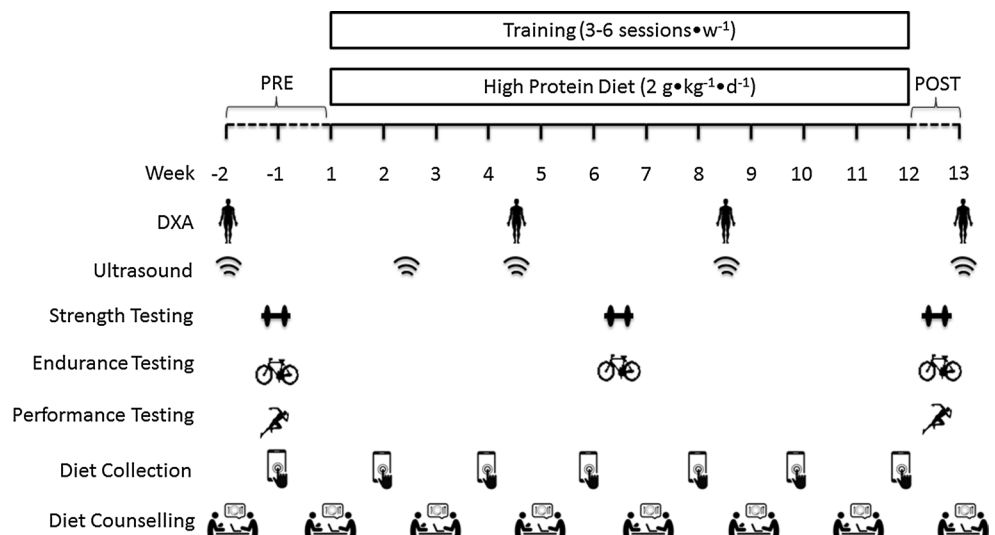 Training (3-6 sessions•w-1)
PRE
High Protein Diet (2 g•kg-1•d-1)
POST
Week -2 -1 1 2 3 4 5 6 7 8 9 10 11 12 13
DXA
Ultrasound
Strength Testing
Endurance Testing
Performance Testing
Diet Collection
Diet Counselling